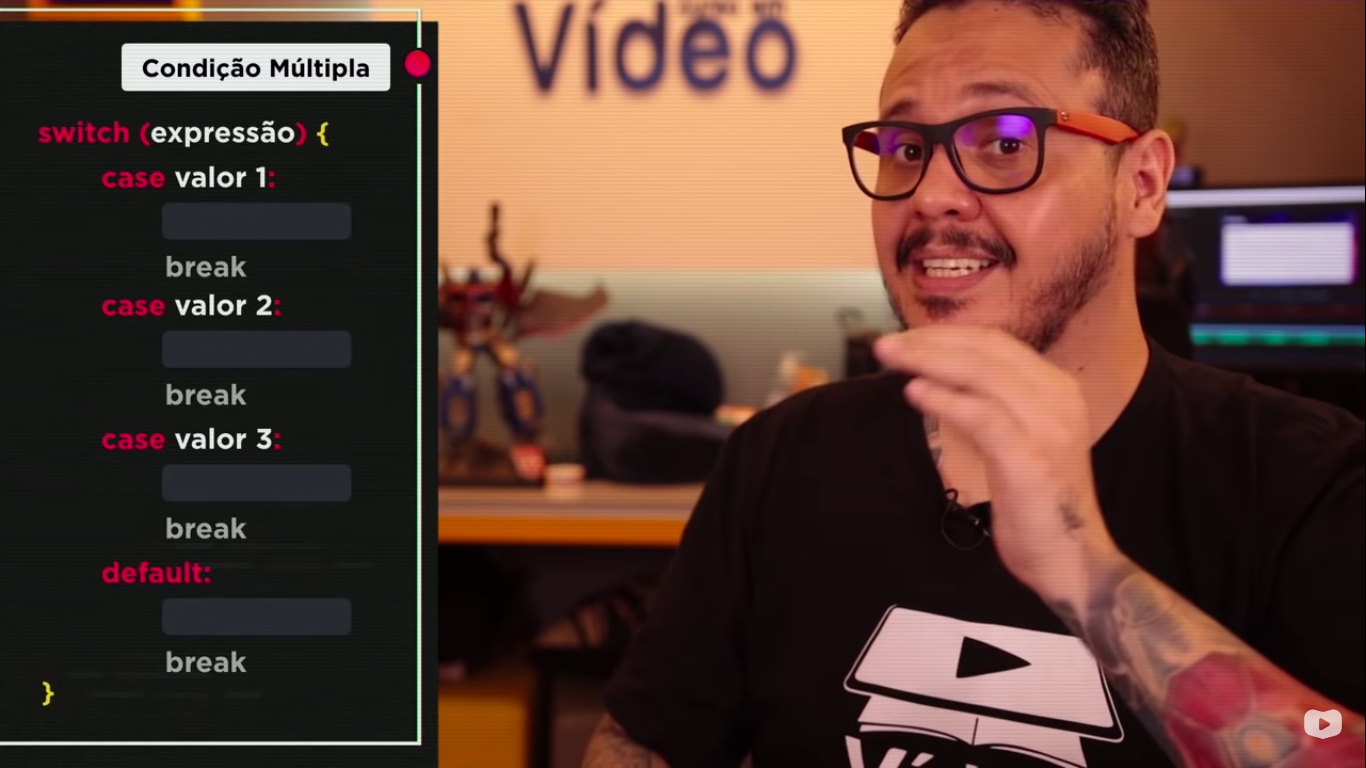 Condição Múltipla
switch (expressão) {
case valor 1:
break
case valor 2:
break
case valor 3:
break
default:
break
}
Vídeo